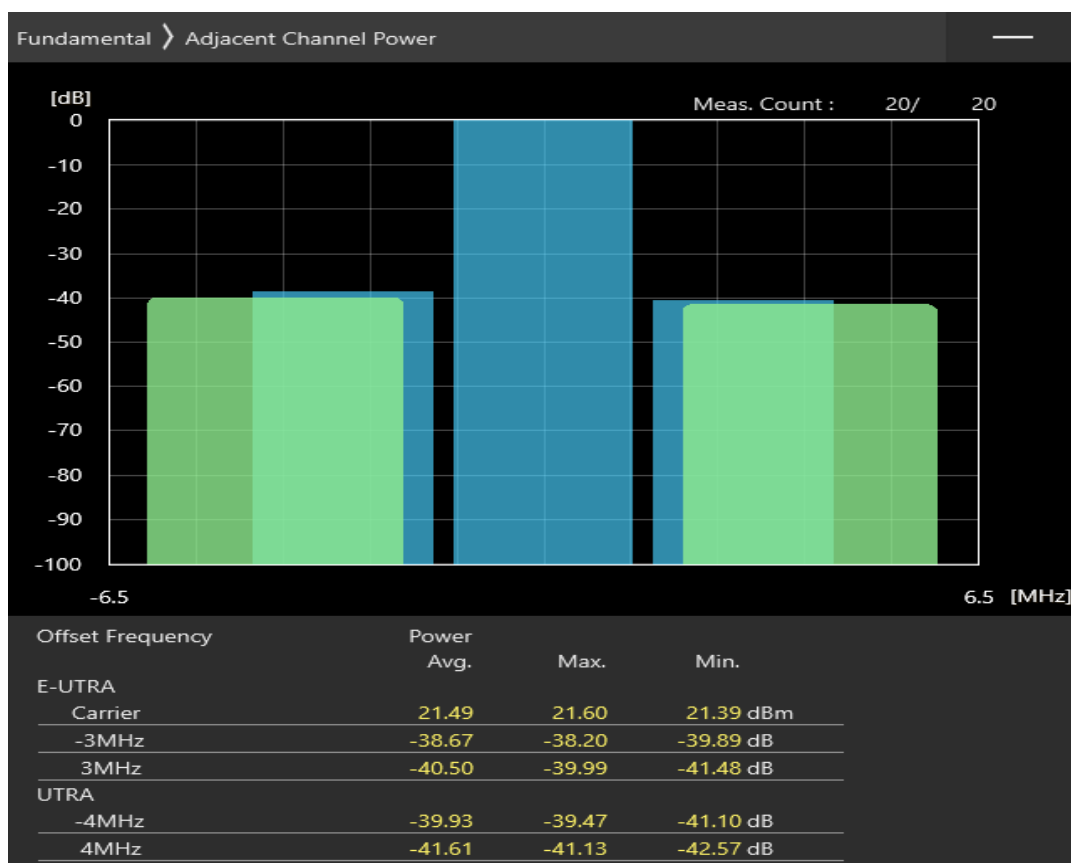 Fundamental ❯ Adjacent Channel Power
[dB]
Meas. Count : 20/ 20
0
-10
-20
-30
-40
-50
-60
-70
-80
-90
-100
-6.5 6.5 [MHz]
Offset Frequency Power
Avg. Max. Min.
E-UTRA
Carrier 21.49 21.60 21.39 dBm
-3MHz -38.67 -38.20 -39.89 dB
3MHz -40.50 -39.99 -41.48 dB
UTRA
-4MHz -39.93 -39.47 -41.10 dB
4MHz -41.61 -41.13 -42.57 dB